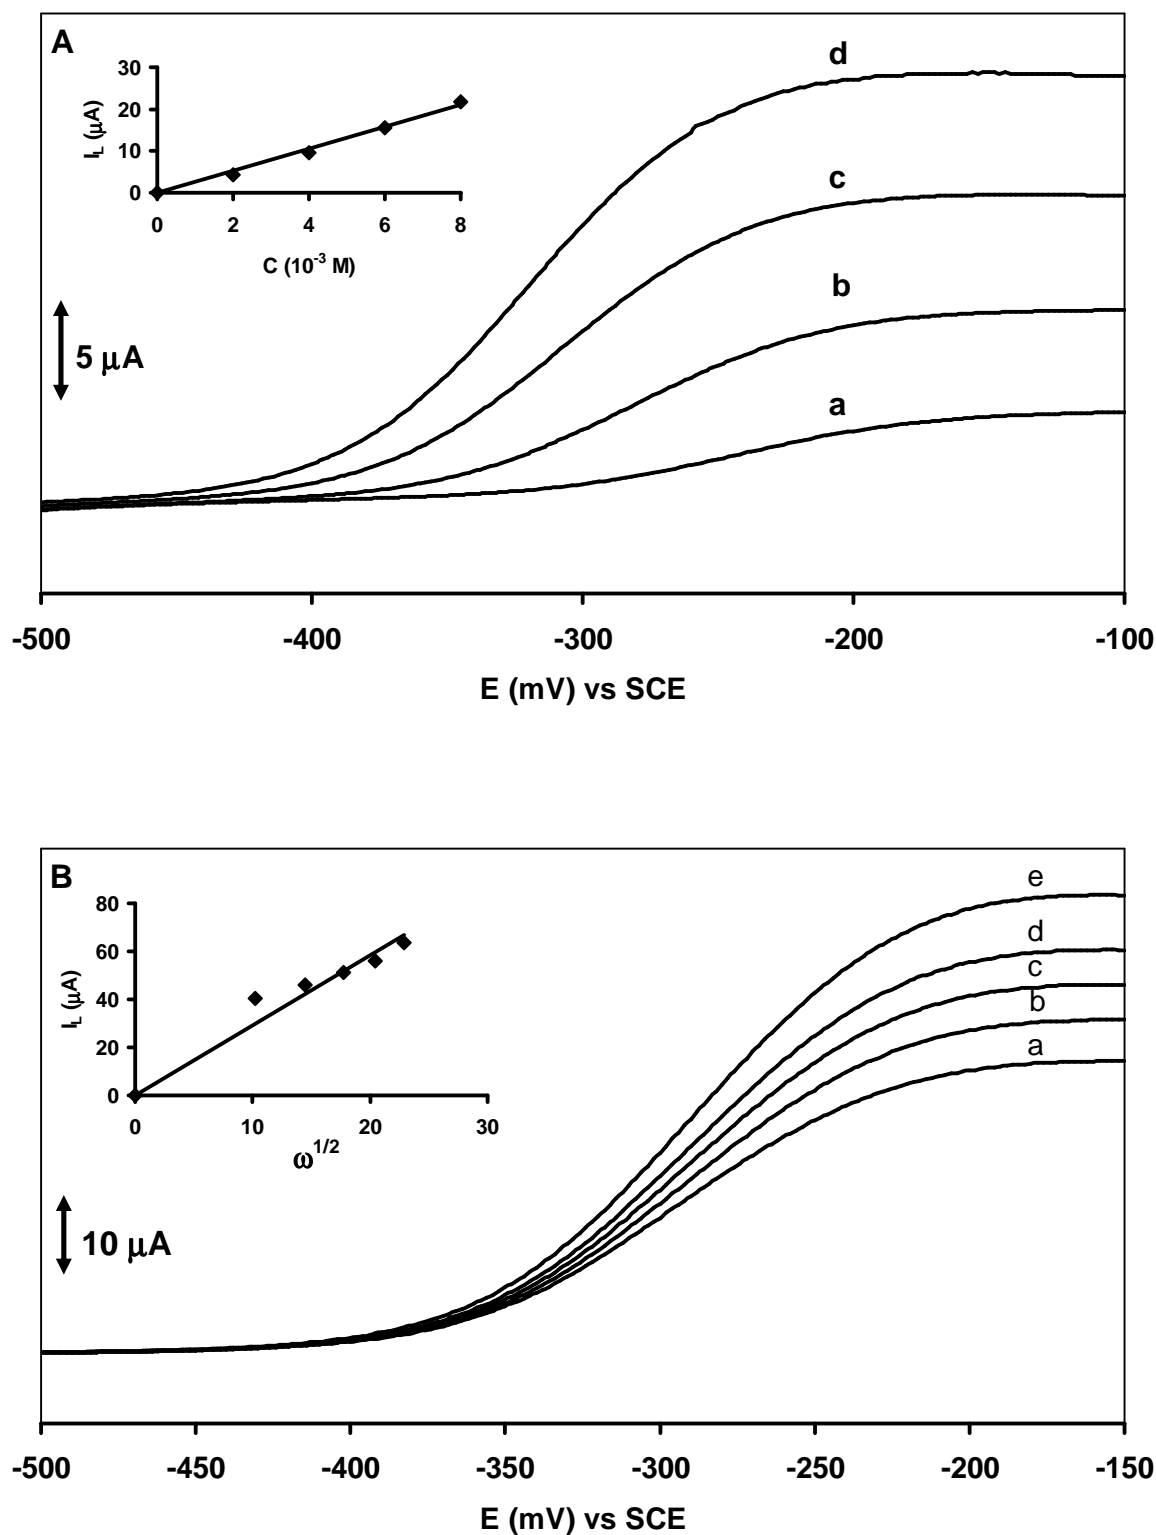 A
d
30
20
10
0
I_L (μA)
0 2 4 6 8
C (10^-3 M)
c
b
5 μA
a
-500 -400 -300 -200 -100
E (mV) vs SCE
B
e
80
60
40
20
0
I_L (μA)
0 10 20 30
ω^1/2
d
c
b
a
10 μA
-500 -450 -400 -350 -300 -250 -200 -150
E (mV) vs SCE